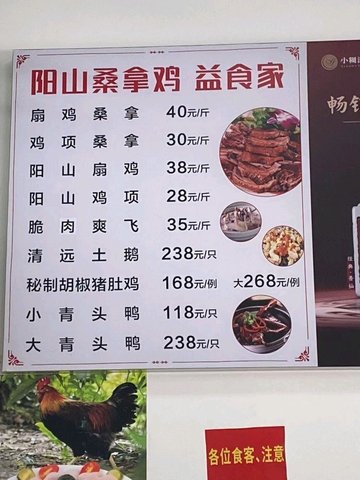 阳山桑拿鸡 益食家
扇鸡桑拿 40元/斤
鸡项桑拿 30元/斤
阳山扇鸡 38元/斤
阳山鸡项 28元/斤
脆肉爽飞 35元/斤
清远土鹅 238元/只
秘制胡椒猪肚鸡 168元/例 大268元/例
小青头鸭 118元/只
大青头鸭 238元/只
各位食客、注意